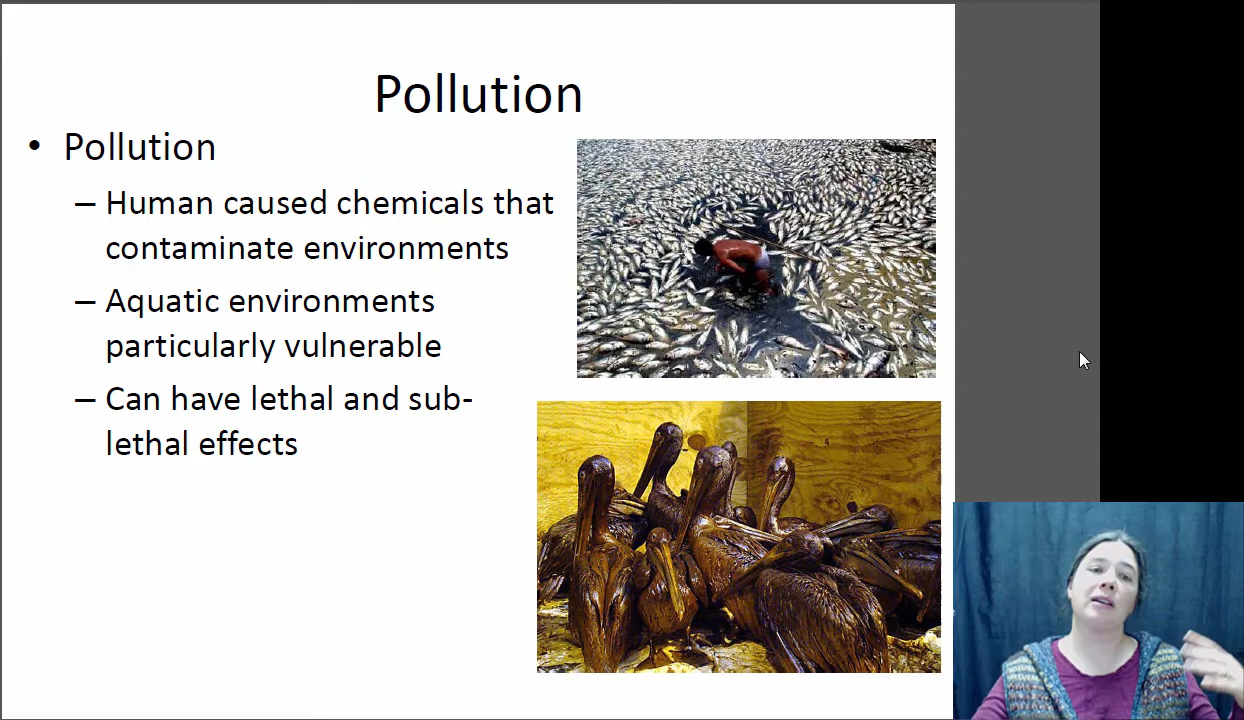 Pollution
• Pollution
– Human caused chemicals that
contaminate environments
– Aquatic environments
particularly vulnerable
– Can have lethal and sub-
lethal effects